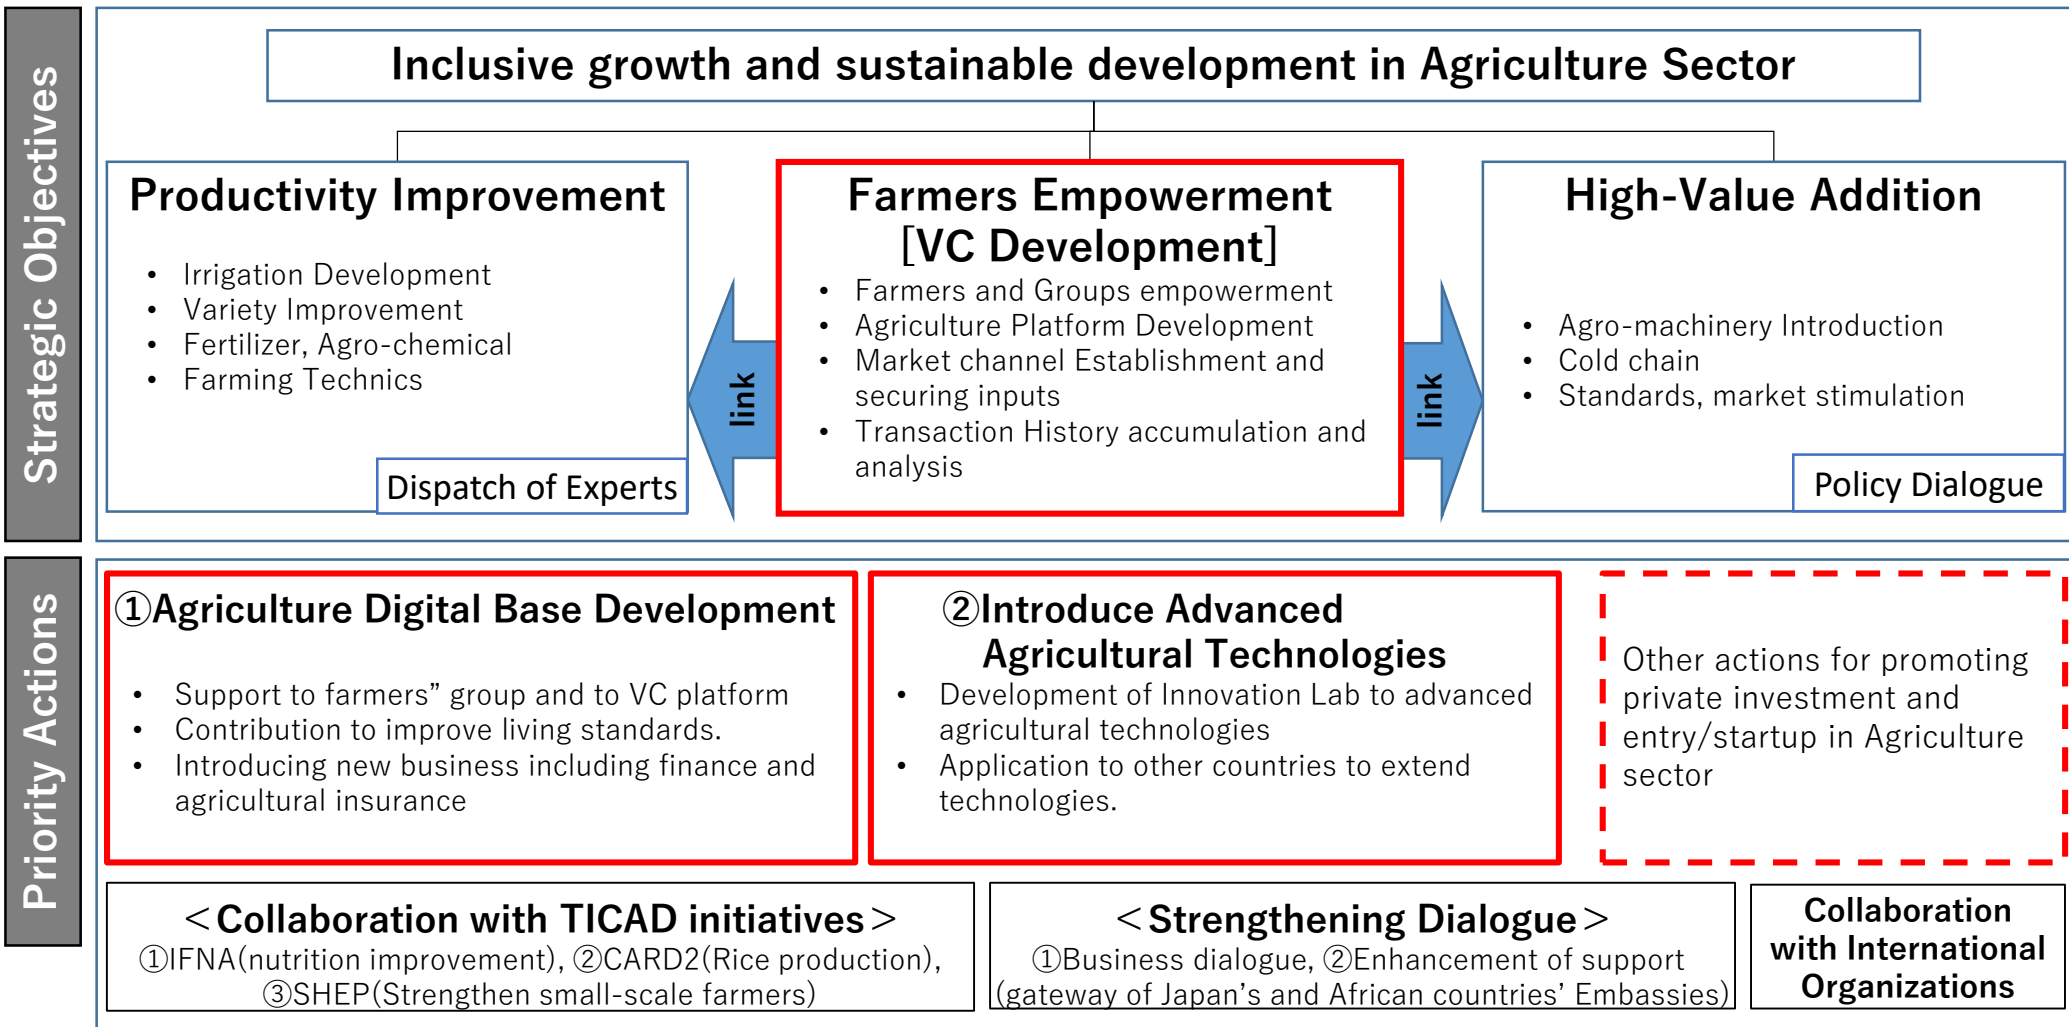 Strategic Objectives
Inclusive growth and sustainable development in Agriculture Sector
Productivity Improvement
• Irrigation Development
• Variety Improvement
• Fertilizer, Agro-chemical
• Farming Technics
Dispatch of Experts
link
Farmers Empowerment
[VC Development]
• Farmers and Groups empowerment
• Agriculture Platform Development
• Market channel Establishment and
securing inputs
• Transaction History accumulation and
analysis
link
High-Value Addition
• Agro-machinery Introduction
• Cold chain
• Standards, market stimulation
Policy Dialogue
Priority Actions
①Agriculture Digital Base Development
• Support to farmers” group and to VC platform
• Contribution to improve living standards.
• Introducing new business including finance and
agricultural insurance
②Introduce Advanced
Agricultural Technologies
• Development of Innovation Lab to advanced
agricultural technologies
• Application to other countries to extend
technologies.
Other actions for promoting
private investment and
entry/startup in Agriculture
sector
＜Collaboration with TICAD initiatives＞
①IFNA(nutrition improvement), ②CARD2(Rice production),
③SHEP(Strengthen small-scale farmers)
＜Strengthening Dialogue＞
①Business dialogue, ②Enhancement of support
(gateway of Japan’s and African countries’ Embassies)
Collaboration
with International
Organizations